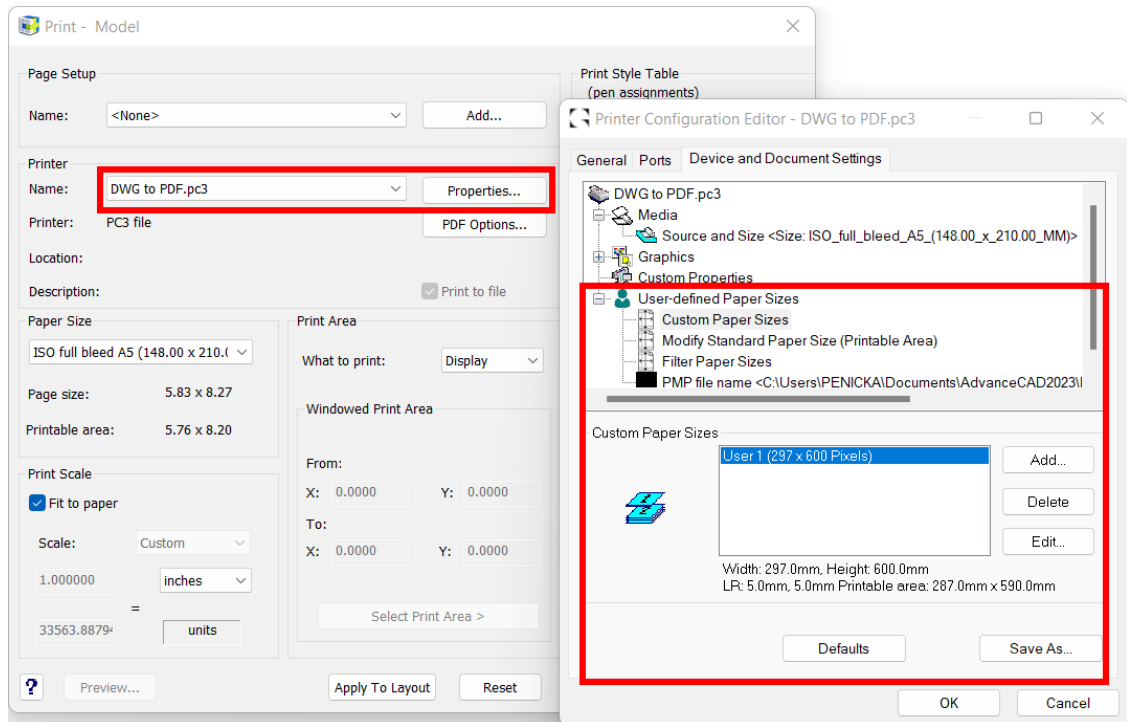 Print - Model
Page Setup
Name: <None> Add...
Print Style Table
(pen assignments)
Printer
Name: DWG to PDF.pc3 Properties...
Printer: PC3 file PDF Options...
Location:
Description: Print to file
Paper Size
ISO full bleed A5 (148.00 x 210.(
Page size: 5.83 x 8.27
Printable area: 5.76 x 8.20
Print Area
What to print: Display
Windowed Print Area
From:
X: 0.0000 Y: 0.0000
To:
X: 0.0000 Y: 0.0000
Select Print Area >
Print Scale
Fit to paper
Scale: Custom
1.000000 inches
=
33563.8879 units
? Preview... Apply To Layout Reset
Printer Configuration Editor - DWG to PDF.pc3
General Ports Device and Document Settings
DWG to PDF.pc3
Media
Source and Size <Size: ISO_full_bleed_A5_(148.00_x_210.00_MM)>
Graphics
Custom Properties
User-defined Paper Sizes
Custom Paper Sizes
Modify Standard Paper Size (Printable Area)
Filter Paper Sizes
PMP file name <C:\Users\PENICKA\Documents\AdvanceCAD2023\
Custom Paper Sizes
User 1 (297 x 600 Pixels)
Add...
Delete
Edit...
Width: 297.0mm, Height: 600.0mm
LR: 5.0mm, 5.0mm Printable area: 287.0mm x 590.0mm
Defaults Save As...
OK Cancel